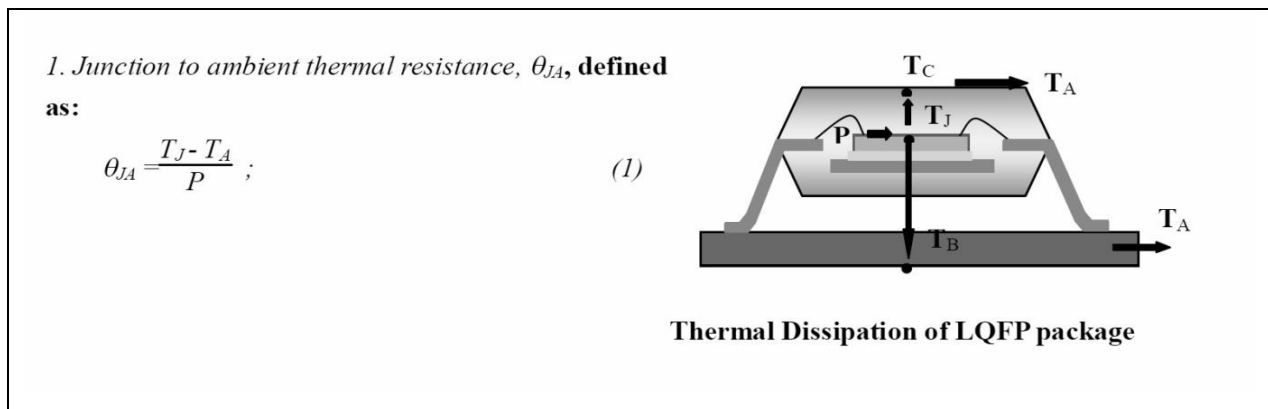 1. Junction to ambient thermal resistance, θJA, defined
as:
θJA = TJ - TA / P ; (1)
TC
TA
TJ
P
TA
TB
Thermal Dissipation of LQFP package